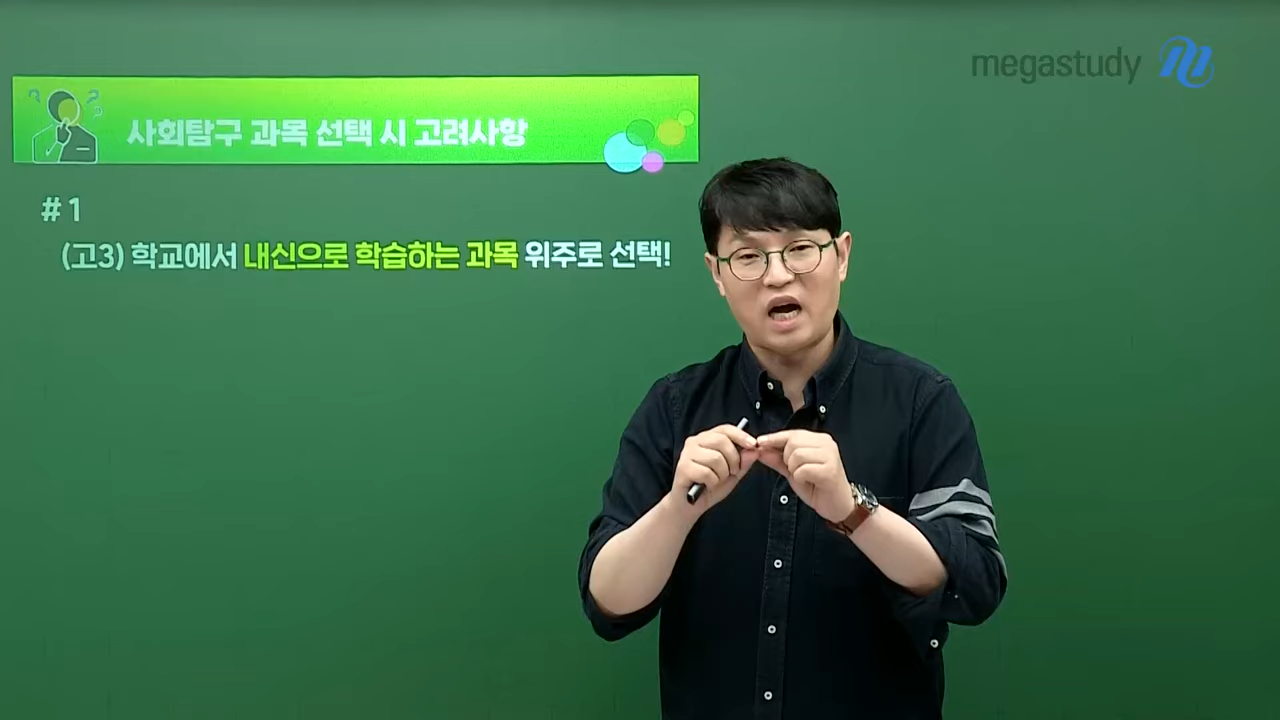 megastudy
사회탐구 과목 선택 시 고려사항
# 1
(고3) 학교에서 내신으로 학습하는 과목 위주로 선택!